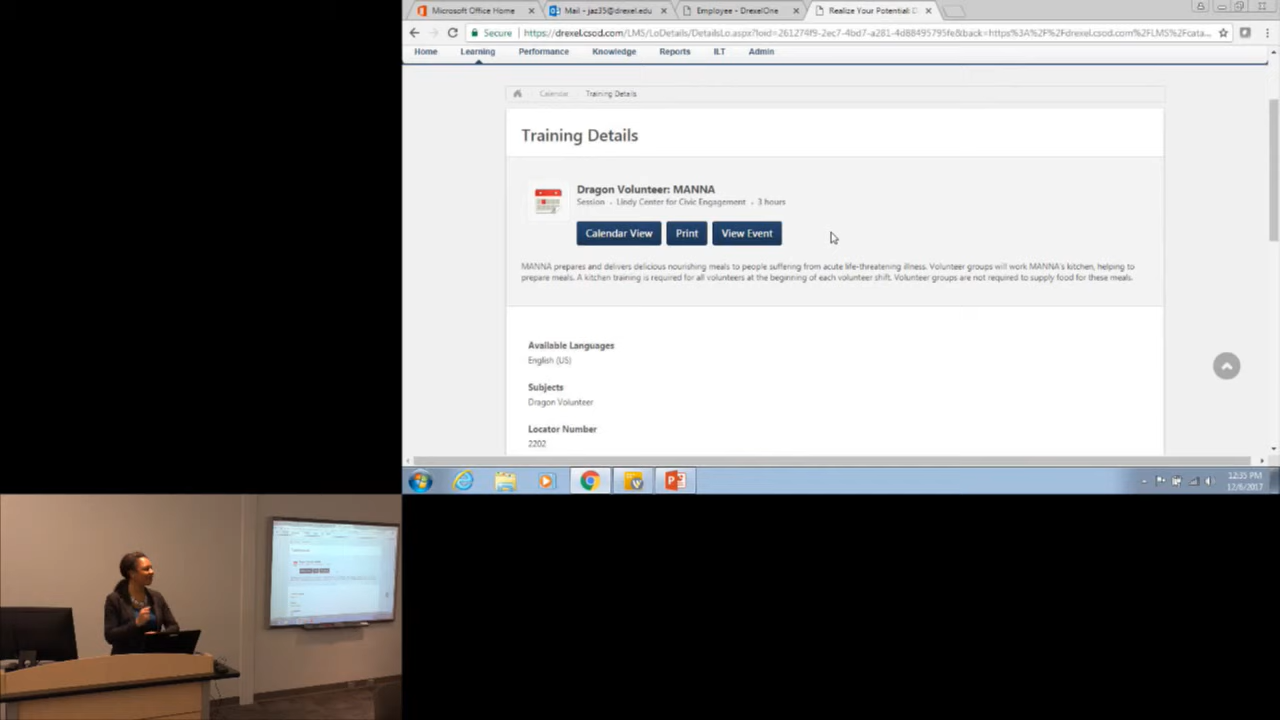 Microsoft Office Home
Mail - jaz35@drexel.edu
Employee - DrexelOne
Realize Your Potential: D
Secure
https://drexel.csod.com/LMS/LoDetails/DetailsLo.aspx?loid=261274f9-2ec7-4bd7-a281-4d88495795fe&back=https%3A%2F%2Fdrexel.csod.com%2FLMS%2Fcata...
Home Learning Performance Knowledge Reports ILT Admin
Calendar Training Details
Training Details
Dragon Volunteer: MANNA
Session • Lindy Center for Civic Engagement • 3 hours
Calendar View Print View Event
MANNA prepares and delivers delicious nourishing meals to people suffering from acute life-threatening illness. Volunteer groups will work MANNA's kitchen, helping to
prepare meals. A kitchen training is required for all volunteers at the beginning of each volunteer shift. Volunteer groups are not required to supply food for these meals.
Available Languages
English (US)
Subjects
Dragon Volunteer
Locator Number
2202
12:35 PM
12/6/2017